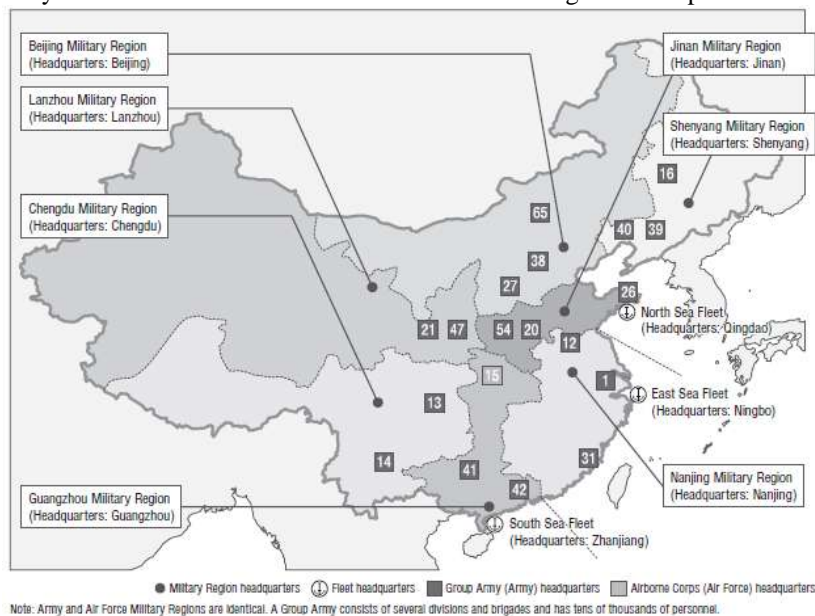 Beijing Military Region
(Headquarters: Beijing)
Jinan Military Region
(Headquarters: Jinan)
Lanzhou Military Region
(Headquarters: Lanzhou)
Shenyang Military Region
(Headquarters: Shenyang)
16
Chengdu Military Region
(Headquarters: Chengdu)
65
40 39
38
27
26
North Sea Fleet
(Headquarters: Qingdao)
21 47 54 20
12
15
1
East Sea Fleet
(Headquarters: Ningbo)
13
14
41
31
42
Nanjing Military Region
(Headquarters: Nanjing)
Guangzhou Military Region
(Headquarters: Guangzhou)
South Sea Fleet
(Headquarters: Zhanjiang)
Military Region headquarters Fleet headquarters Group Army (Army) headquarters Airborne Corps (Air Force) headquarters
Note: Army and Air Force Military Regions are identical. A Group Army consists of several divisions and brigades and has tens of thousands of personnel.